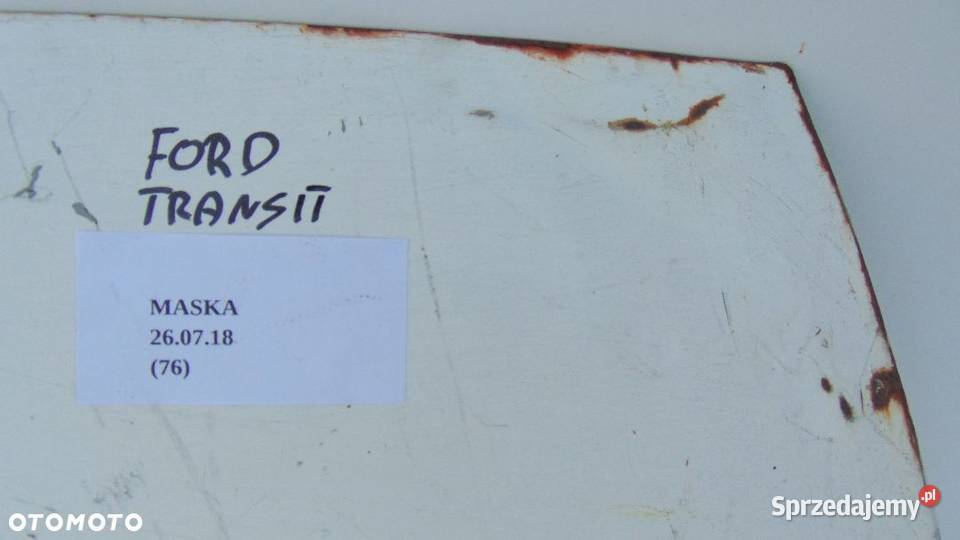 FORD
TRANSIT
MASKA
26.07.18
(76)
OTOMOTO
Sprzedajemy.pl